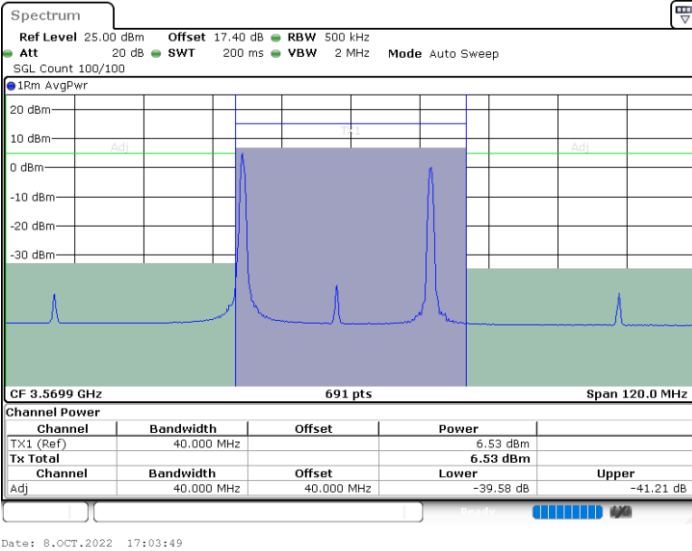 Spectrum
Ref Level 25.00 dBm Offset 17.40 dB RBW 500 kHz
Att 20 dB SWT 200 ms VBW 2 MHz Mode Auto Sweep
SGL Count 100/100
1Rm AvgPwr
20 dBm
TX1
10 dBm
Adj Adj
0 dBm
-10 dBm
-20 dBm
-30 dBm
CF 3.5699 GHz 691 pts Span 120.0 MHz
Channel Power
Channel Bandwidth Offset Power
TX1 (Ref) 40.000 MHz 6.53 dBm
Tx Total 6.53 dBm
Channel Bandwidth Offset Lower Upper
Adj 40.000 MHz 40.000 MHz -39.58 dB -41.21 dB
Ready
Date: 8.OCT.2022 17:03:49